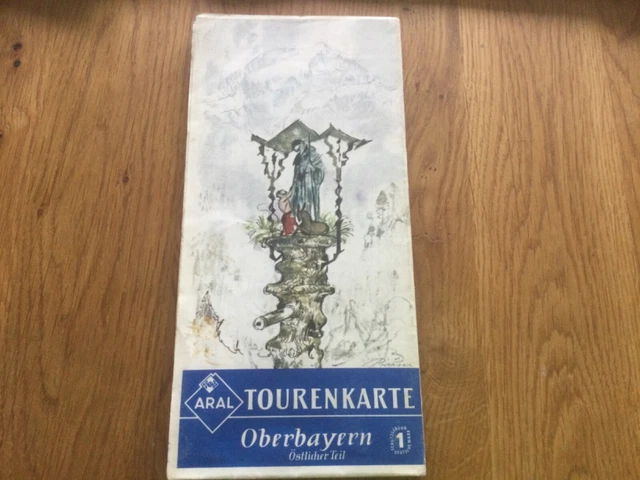 ARAL
TOURENKARTE
Oberbayern
Östlicher Teil
1